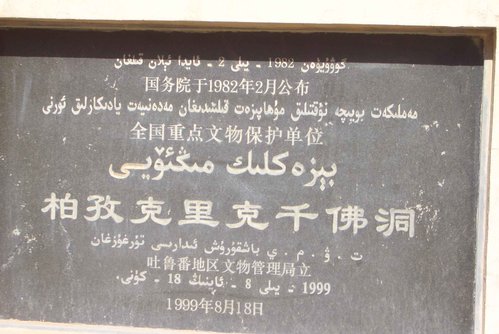 گوۋۇيۈەن 1982 - يىلى 2 - ئايدا ئېلان قىلغان
国务院于1982年2月公布
مەملىكەت بويىچە نۇقتىلىق مۇھاپىزەت قىلىنىدىغان مەدەنىيەت يادىكارلىق ئورنى
全国重点文物保护单位
بېزەكلىك مىڭئۆيى
柏孜克里克千佛洞
ت . ۋ . م . ي باشقۇرۇش ئىدارىسى تۇرغۇزغان
吐鲁番地区文物管理局立
1999 - يىلى 8 - ئاينىڭ 18 - كۈنى.
1999年8月18日